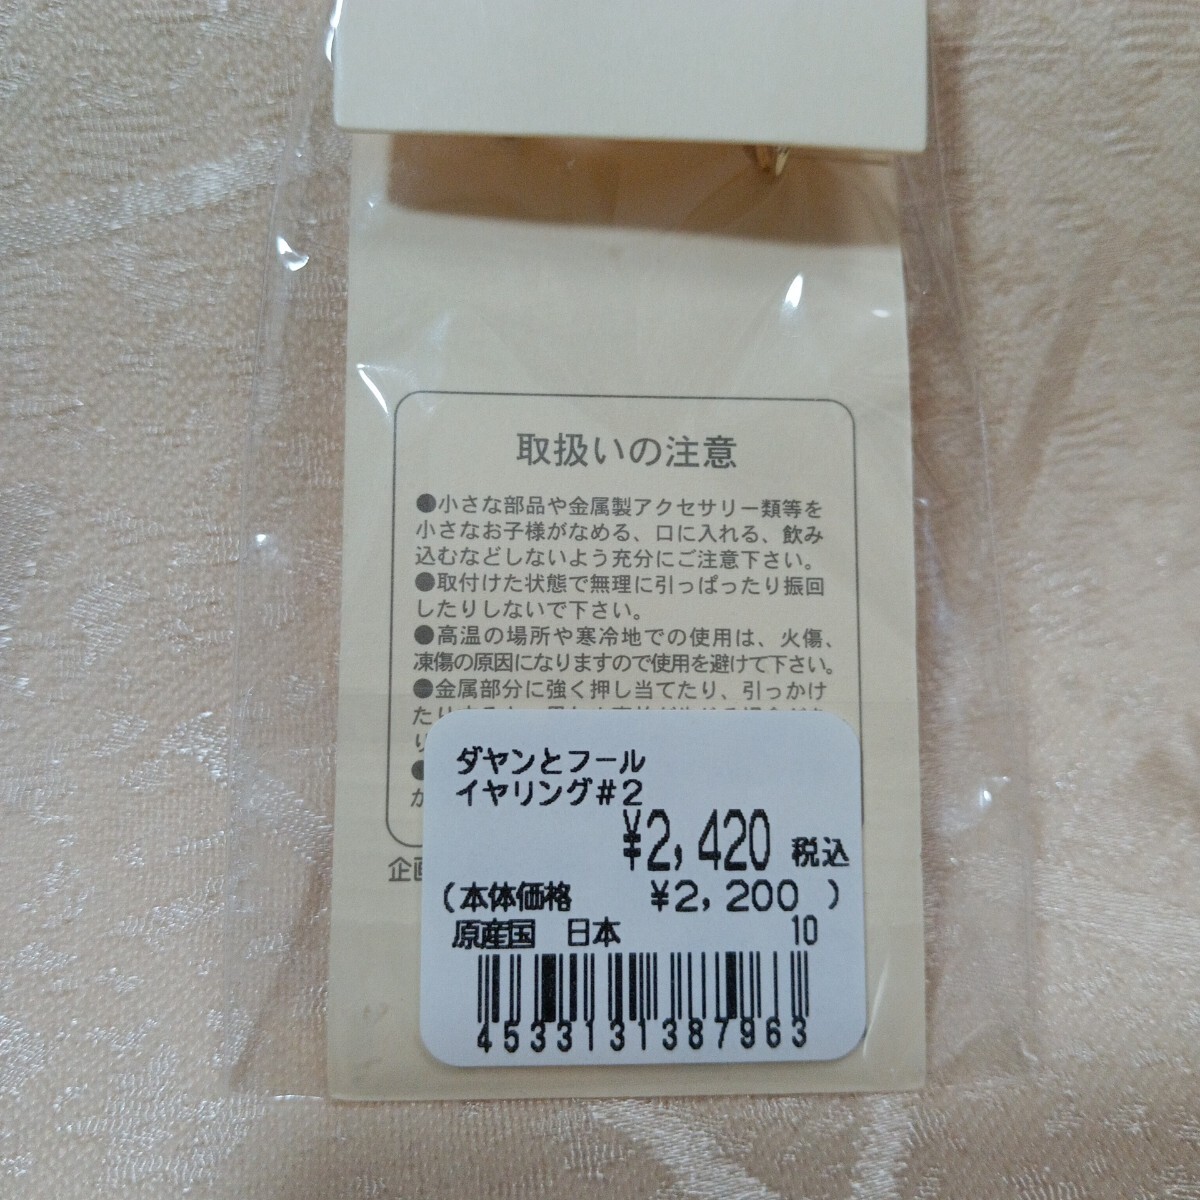 取扱いの注意
●小さな部品や金属製アクセサリー類等を
小さなお子様がなめる、口に入れる、飲み
込むなどしないよう充分にご注意下さい。
●取付けた状態で無理に引っぱったり振回
したりしないで下さい。
●高温の場所や寒冷地での使用は、火傷、
凍傷の原因になりますので使用を避けて下さい。
●金属部分に強く押し当てたり、引っかけ
ダヤンとフール
イヤリング#2
¥2,420 税込
(本体価格 ¥2,200 )
原産国 日本 10
4533131387963